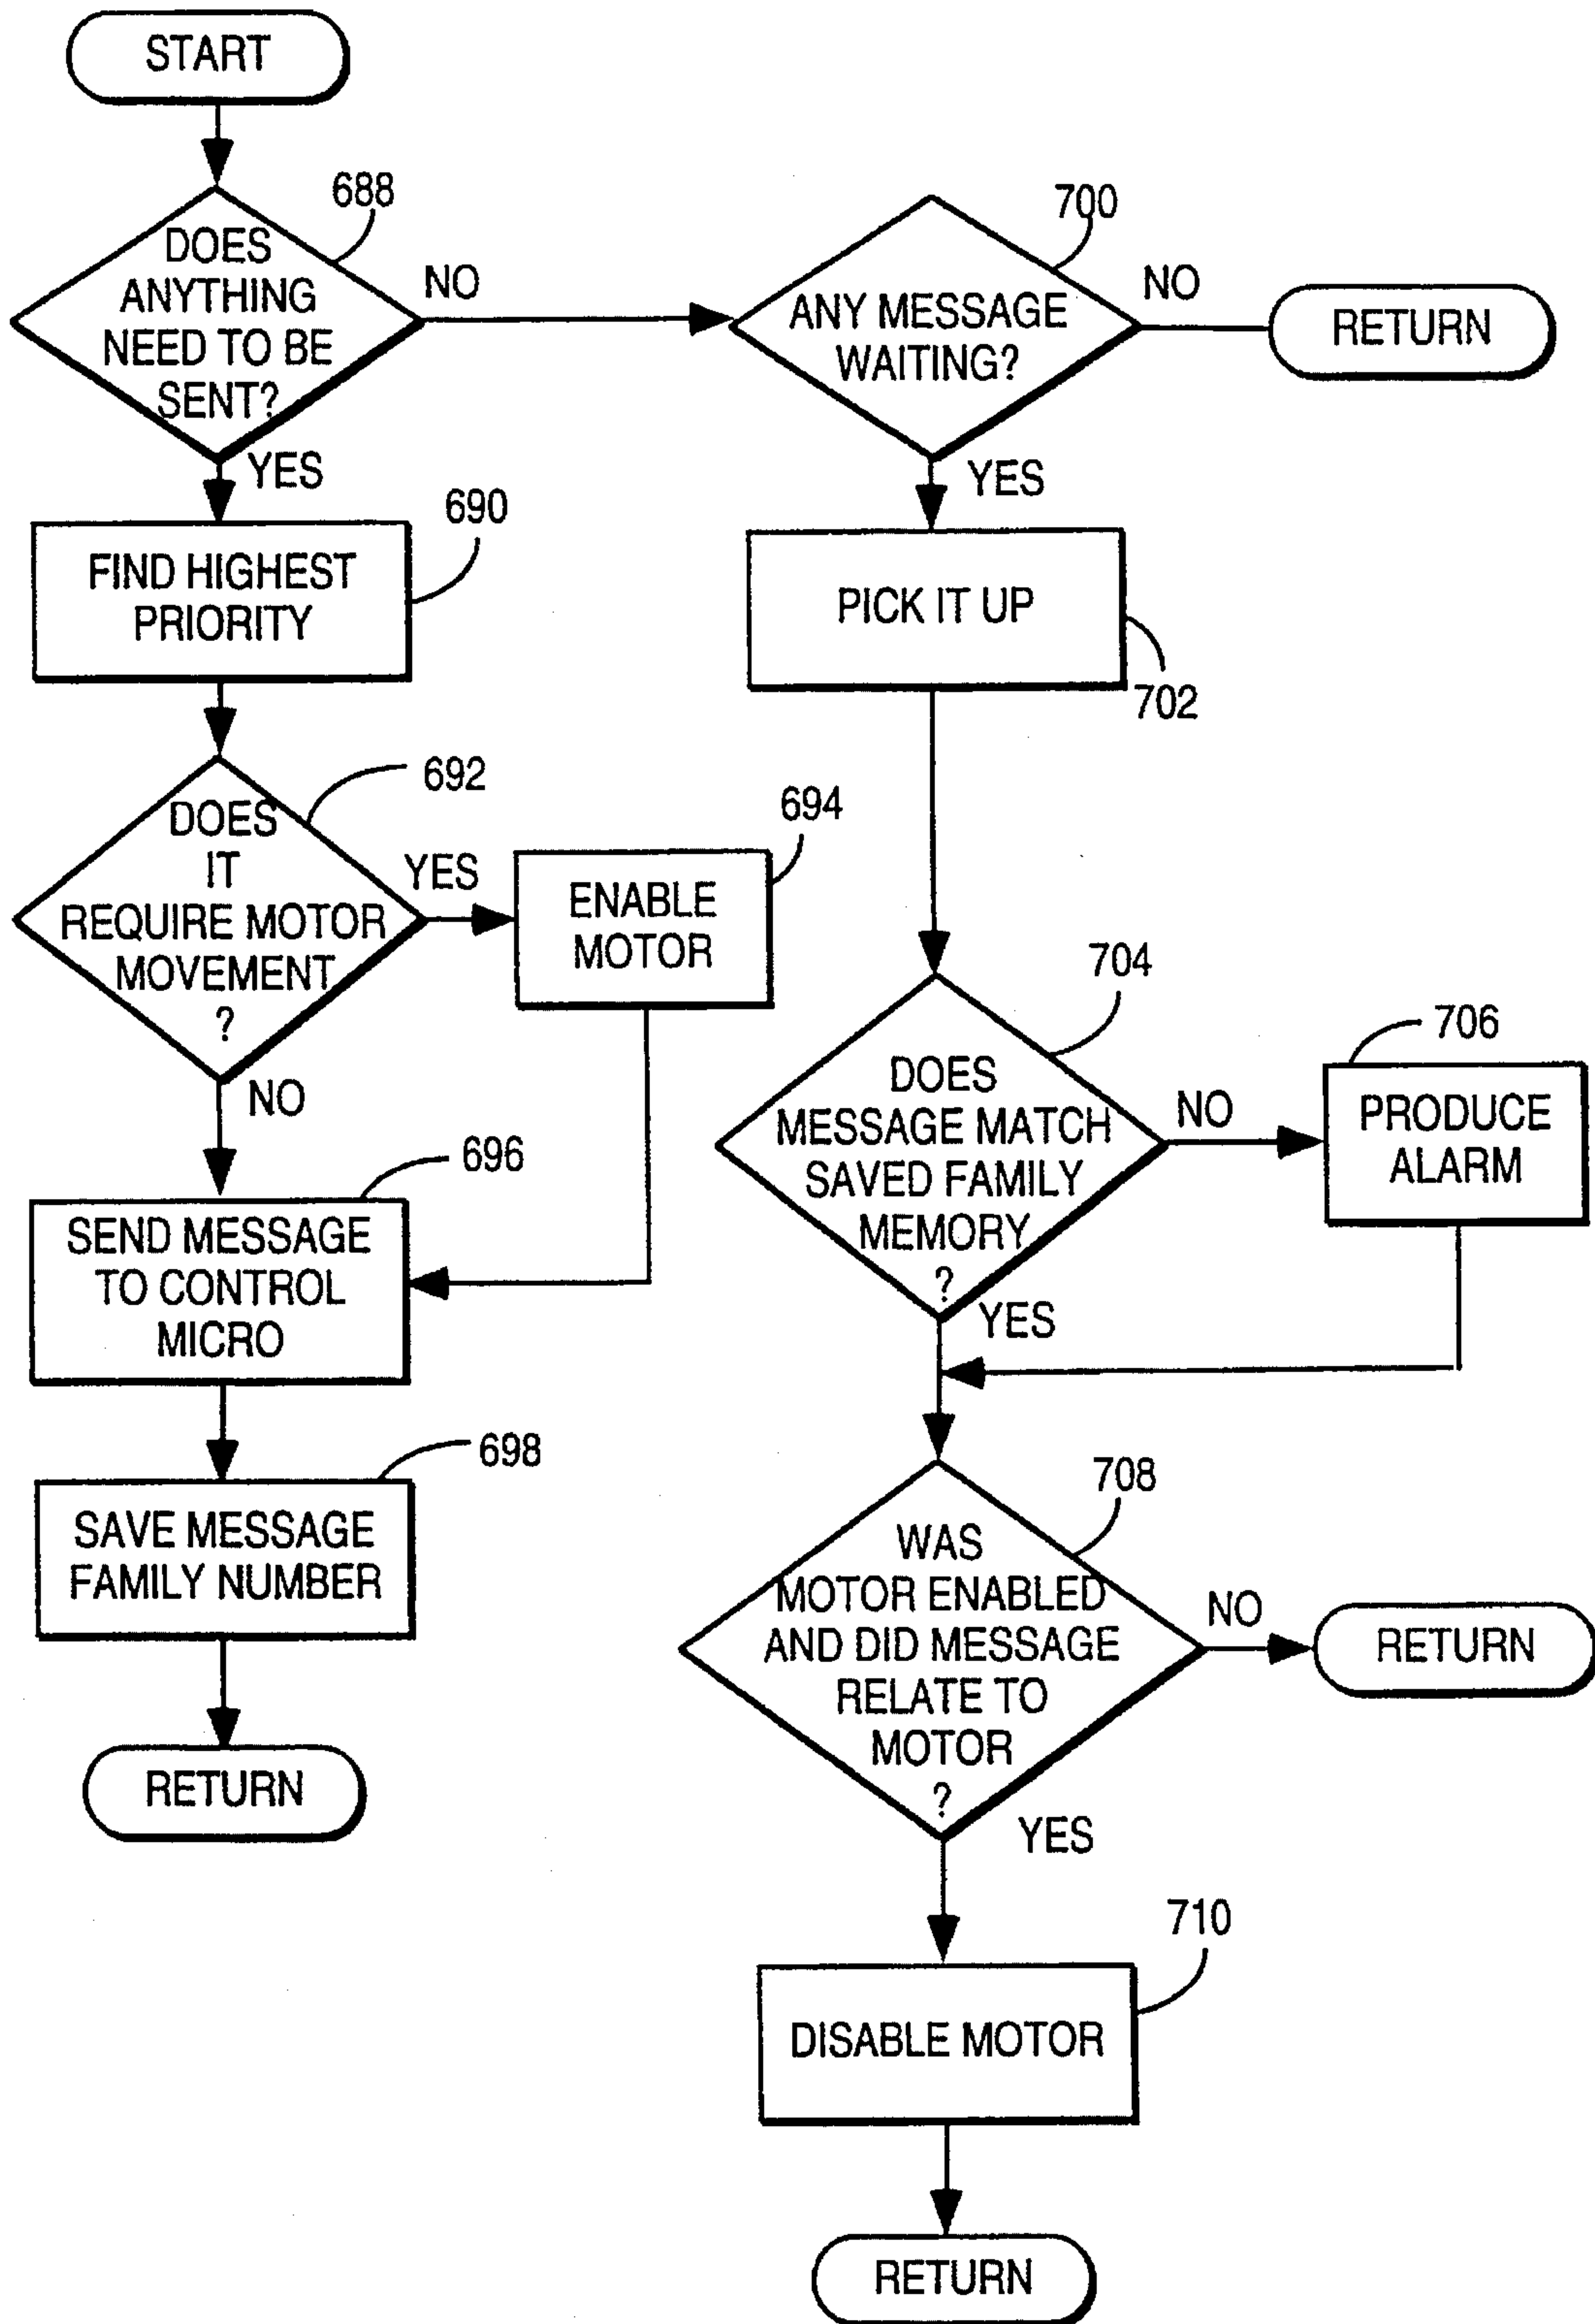 START
688
DOES
ANYTHING
NEED TO BE
SENT?
NO
YES
690
FIND HIGHEST
PRIORITY
692
DOES
IT
REQUIRE MOTOR
MOVEMENT
?
YES
694
ENABLE
MOTOR
NO
696
SEND MESSAGE
TO CONTROL
MICRO
698
SAVE MESSAGE
FAMILY NUMBER
RETURN
700
ANY MESSAGE
WAITING?
NO
RETURN
YES
PICK IT UP
702
704
DOES
MESSAGE MATCH
SAVED FAMILY
MEMORY
?
NO
706
PRODUCE
ALARM
YES
708
WAS
MOTOR ENABLED
AND DID MESSAGE
RELATE TO
MOTOR
?
NO
RETURN
YES
710
DISABLE MOTOR
RETURN